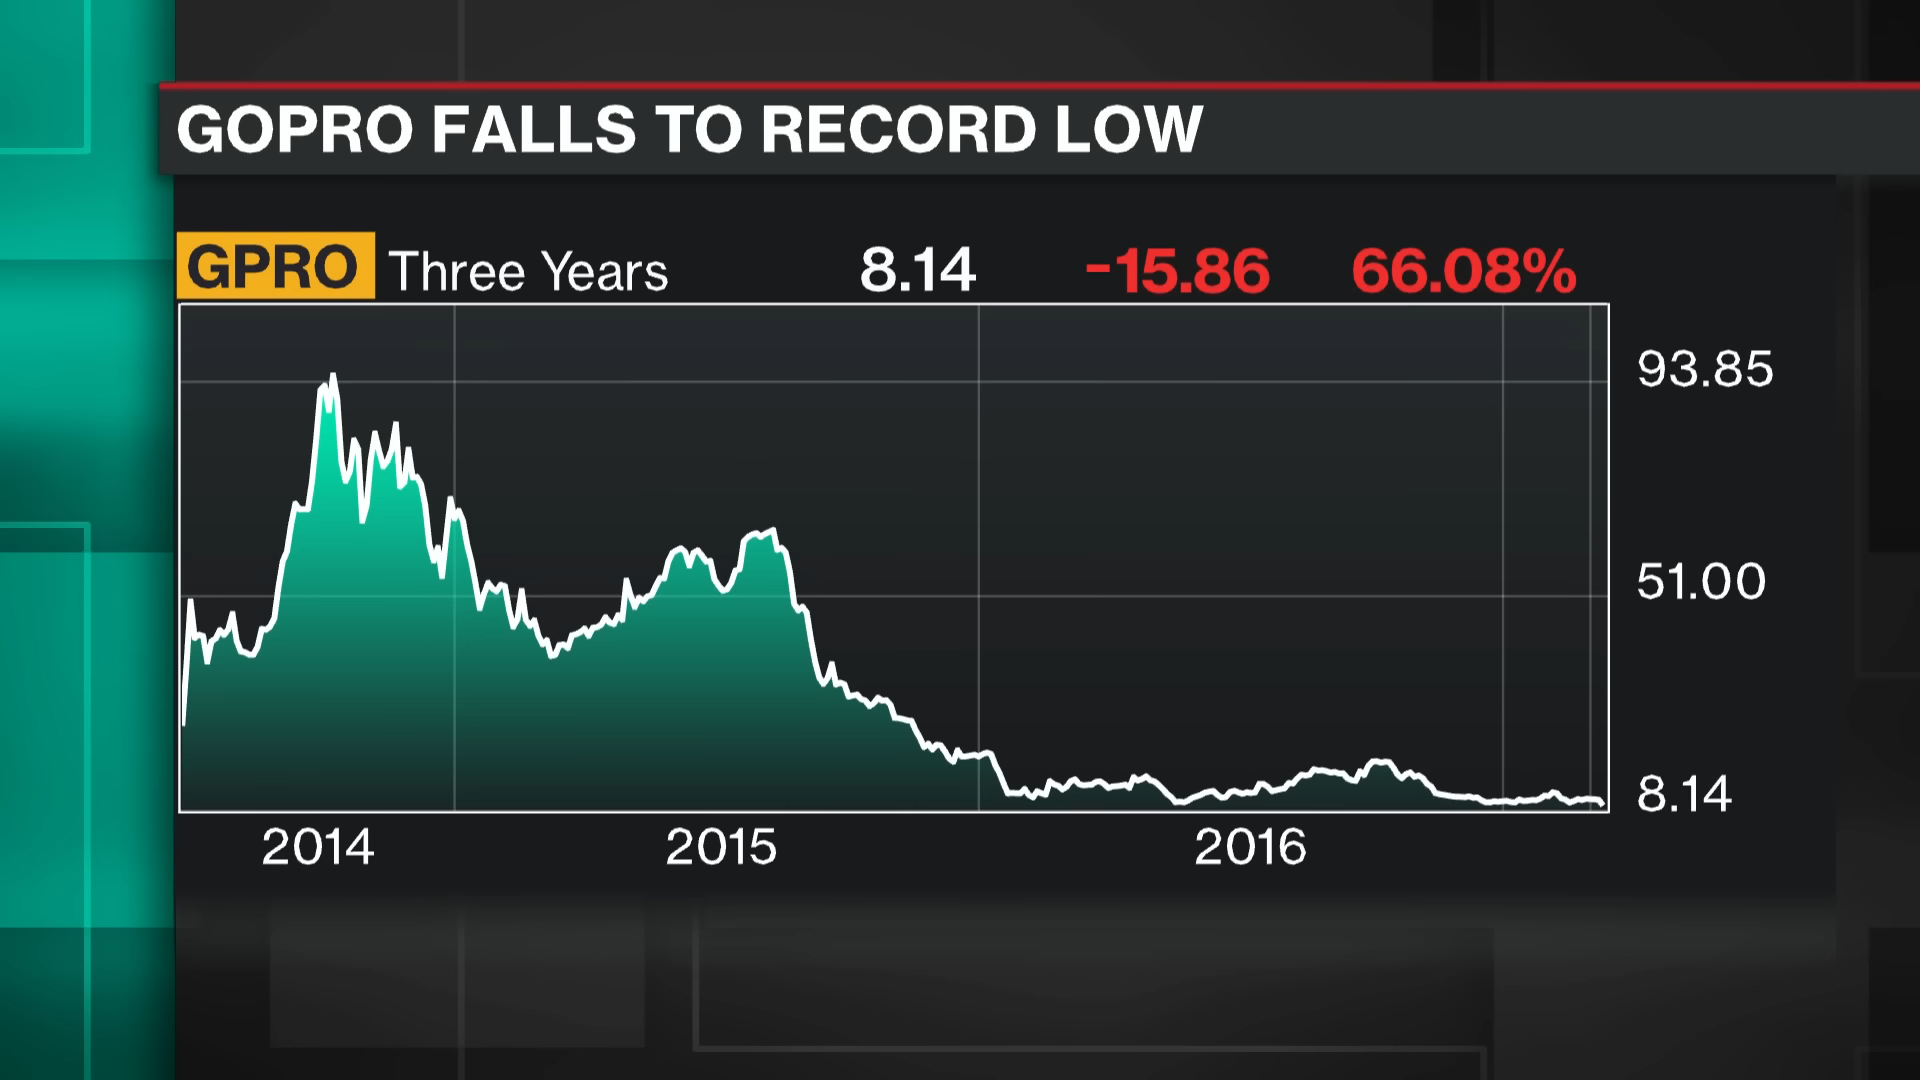 GOPRO FALLS TO RECORD LOW
GPRO Three Years 8.14 -15.86 66.08%
93.85
51.00
8.14
2014 2015 2016